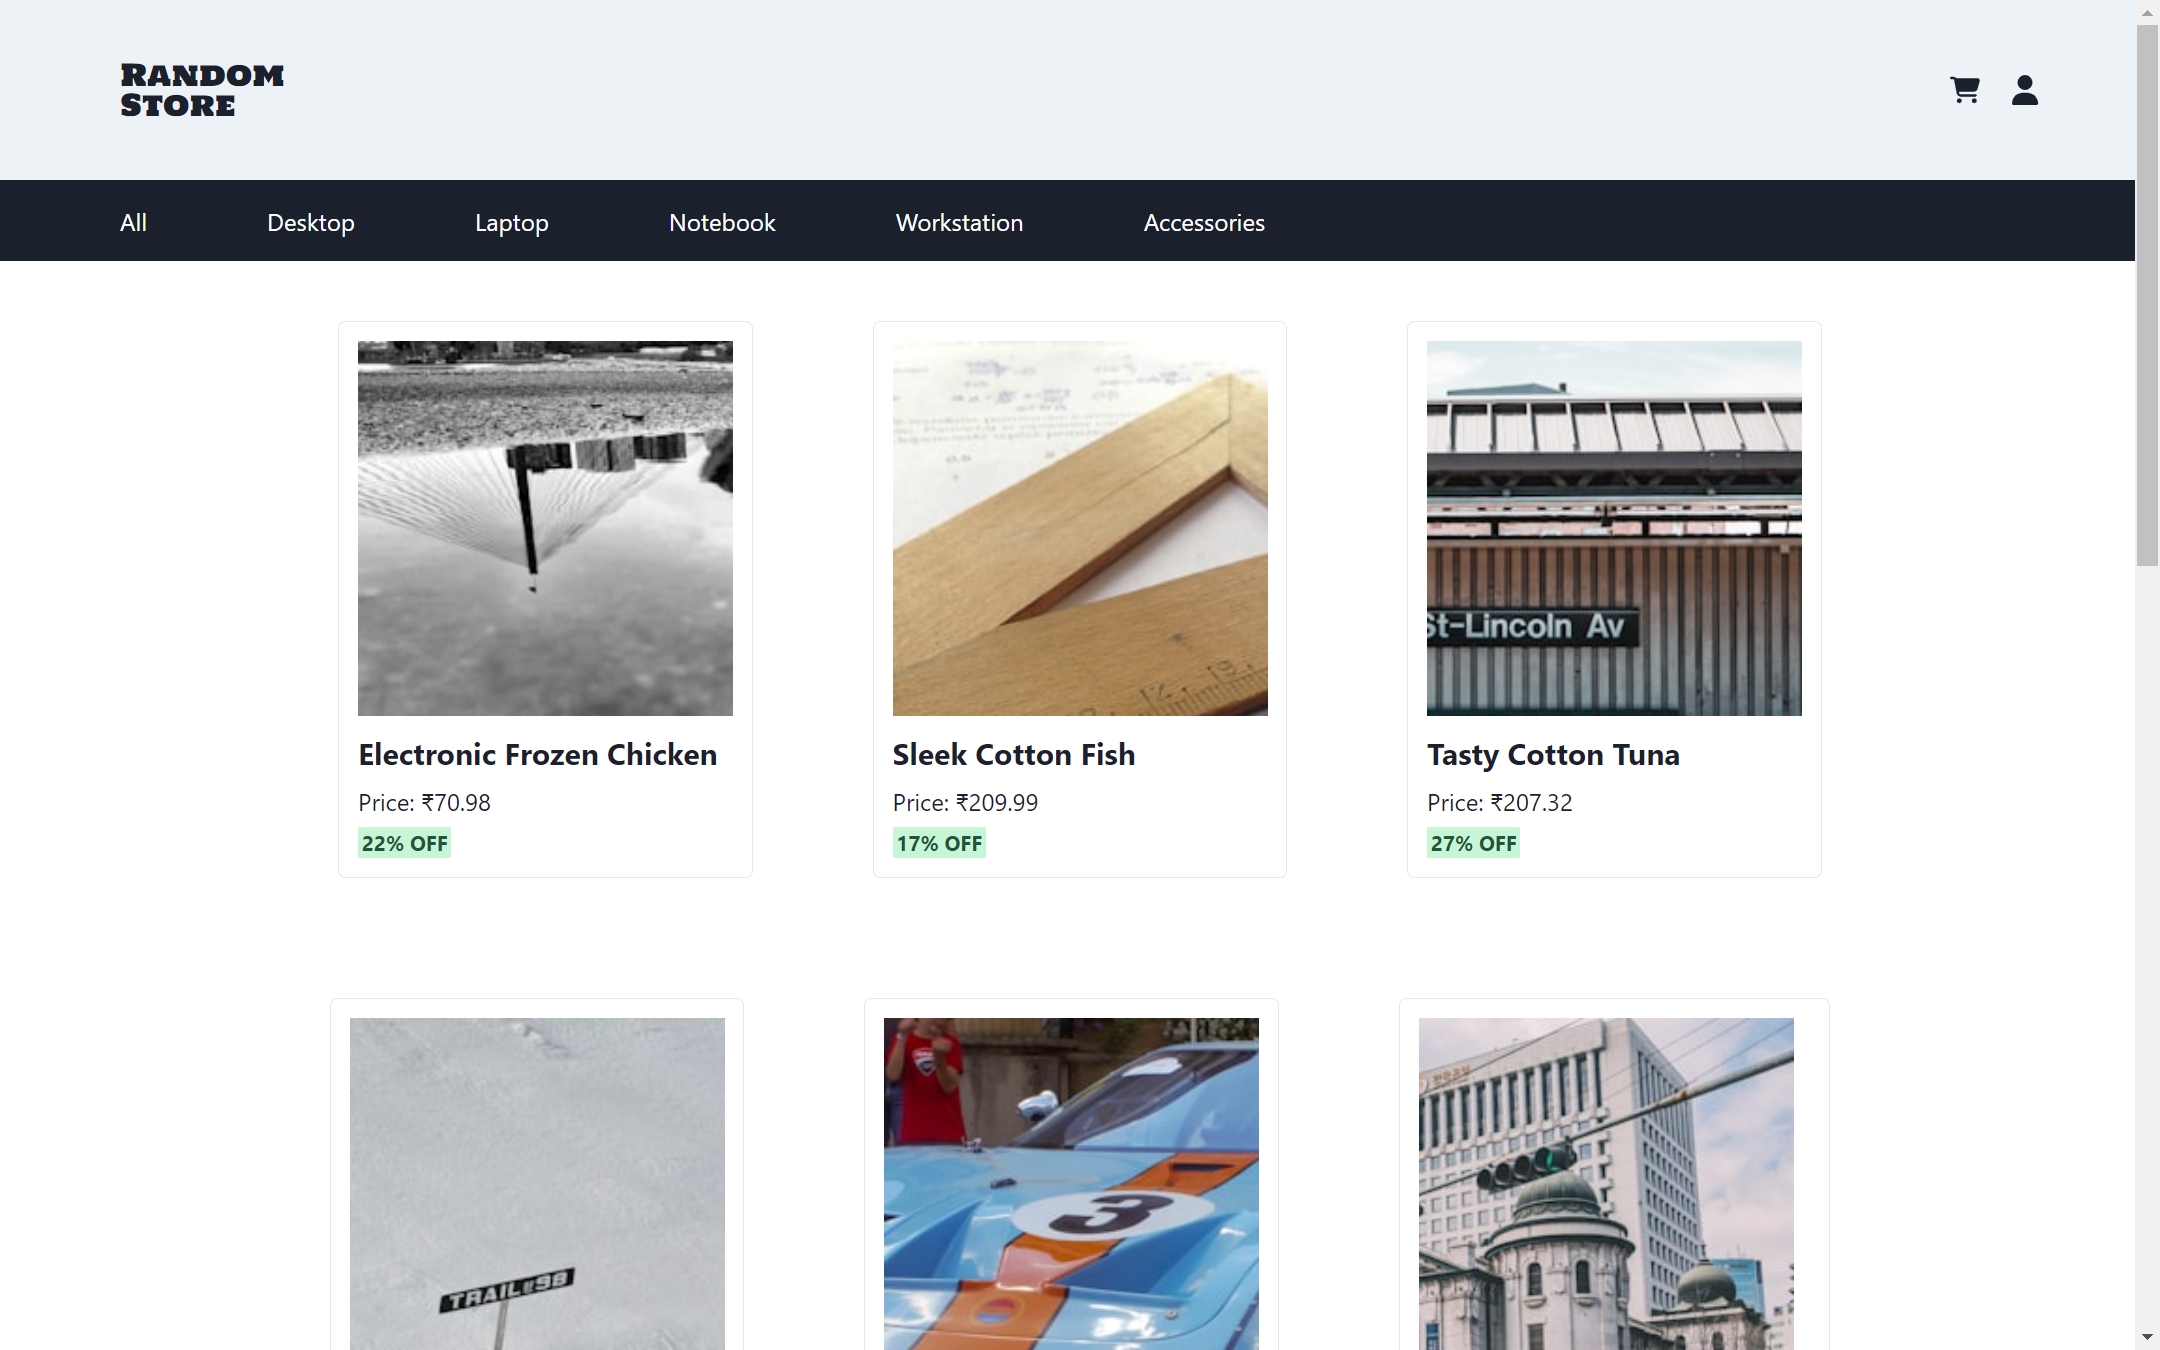 RANDOM
STORE
All
Desktop
Laptop
Notebook
Workstation
Accessories
St-Lincoln Av
Electronic Frozen Chicken
Price: ₹70.98
22% OFF
Sleek Cotton Fish
Price: ₹209.99
17% OFF
Tasty Cotton Tuna
Price: ₹207.32
27% OFF
TRAIL#98
3